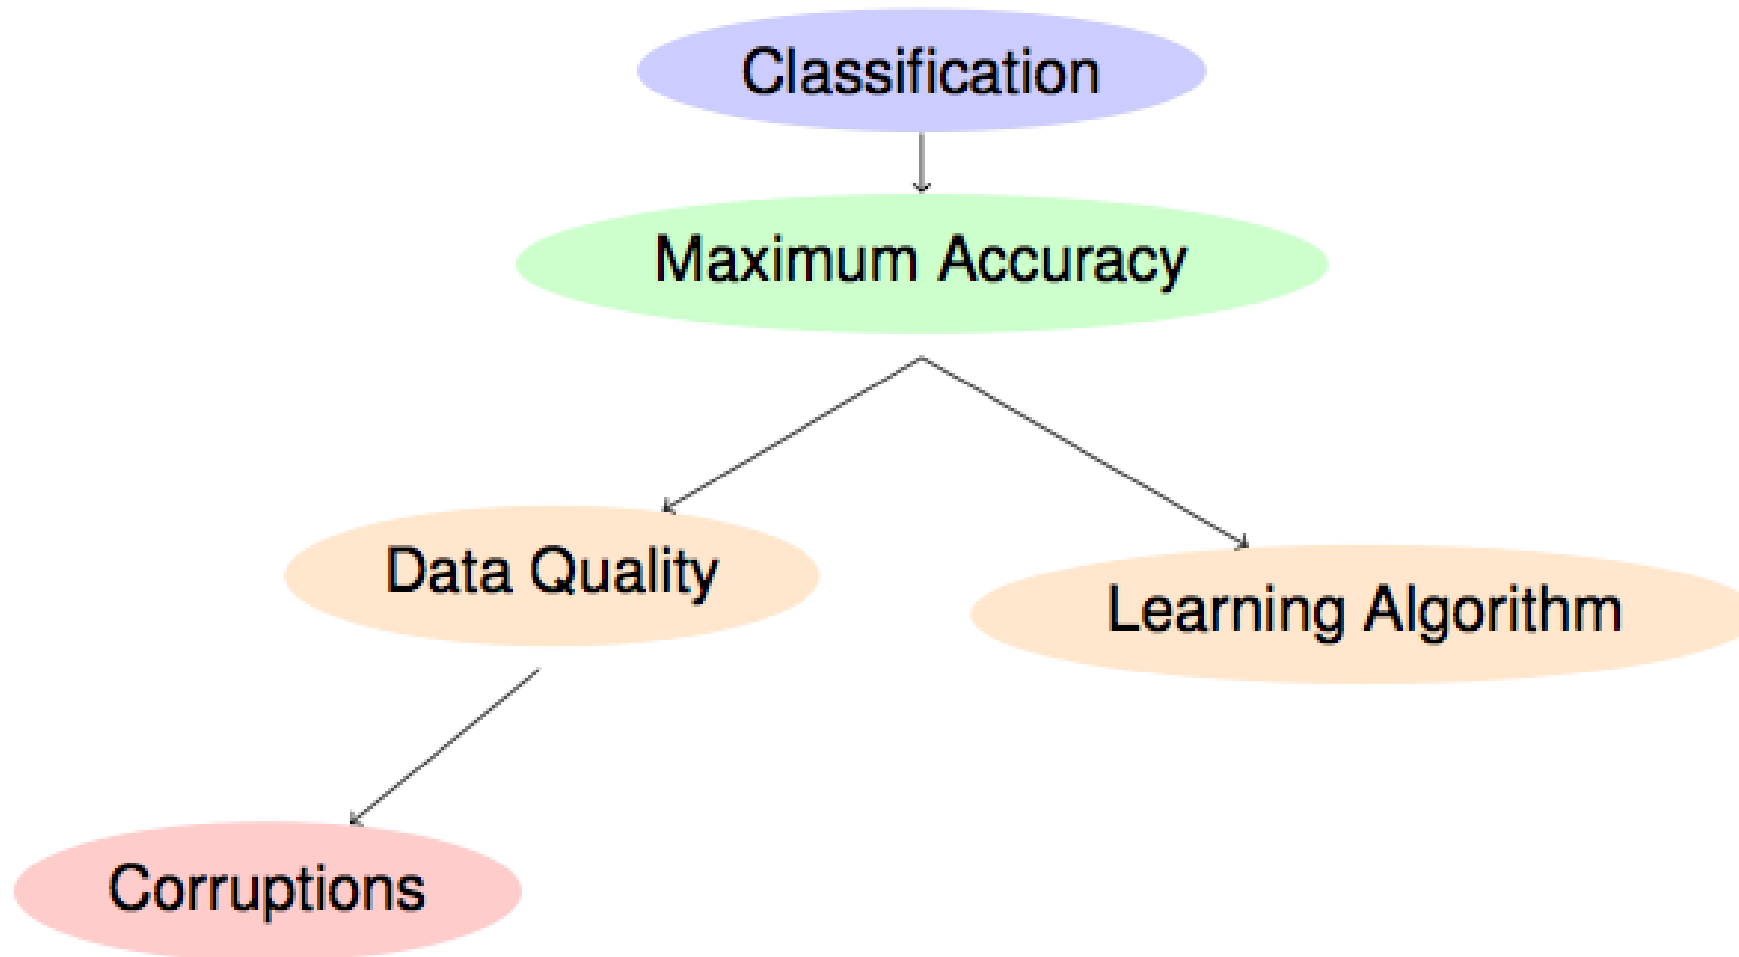 Classification
Maximum Accuracy
Data Quality
Learning Algorithm
Corruptions